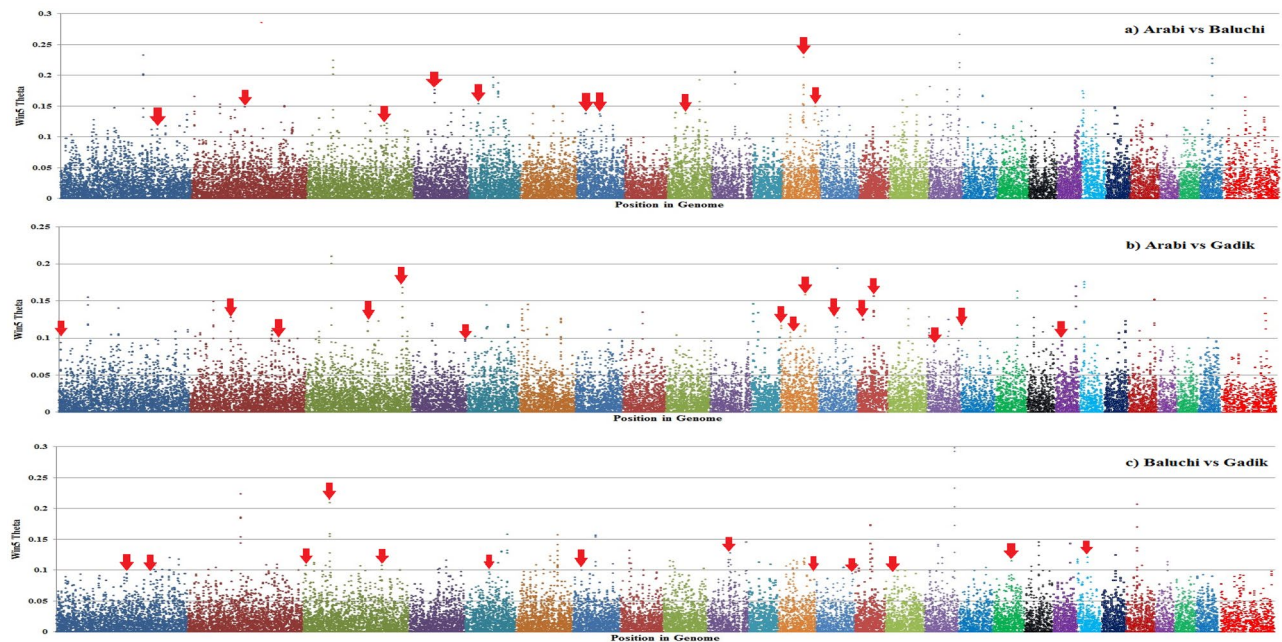 0.3
a) Arabi vs Baluchi
0.25
0.2
0.15
0.1
0.05
0
Win5 Theta
Position in Genome
0.25
b) Arabi vs Gadik
0.2
0.15
0.1
0.05
0
Win5 Theta
Position in Genome
0.3
c) Baluchi vs Gadik
0.25
0.2
0.15
0.1
0.05
0
Win5 Theta
Position in Genome